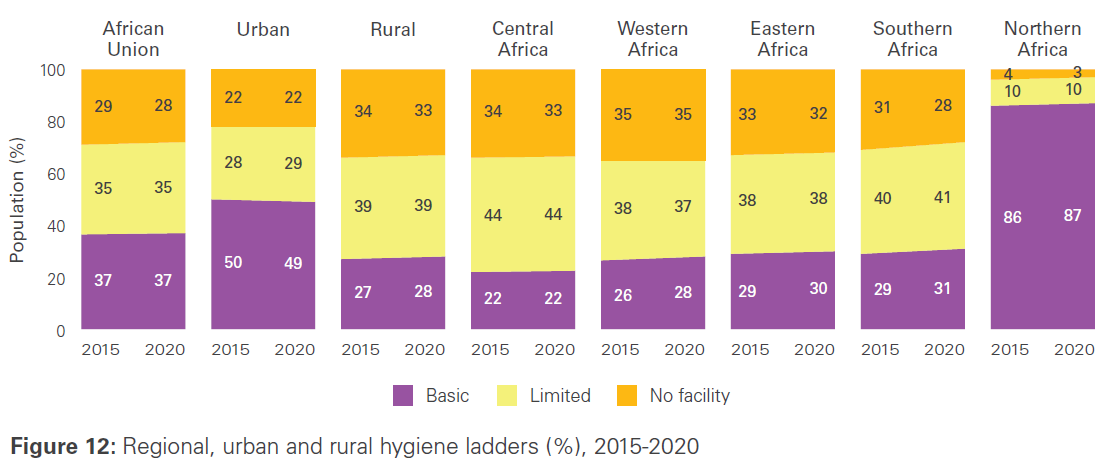 African Union
Urban
Rural
Central Africa
Western Africa
Eastern Africa
Southern Africa
Northern Africa
Population (%)
100
80
60
40
20
0
29 28
35 35
37 37
22 22
28 29
50 49
34 33
39 39
27 28
34 33
44 44
22 22
35 35
38 37
26 28
33 32
38 38
29 30
31 28
40 41
29 31
4 3
10 10
86 87
2015 2020 2015 2020 2015 2020 2015 2020 2015 2020 2015 2020 2015 2020 2015 2020
Basic Limited No facility
Figure 12: Regional, urban and rural hygiene ladders (%), 2015-2020